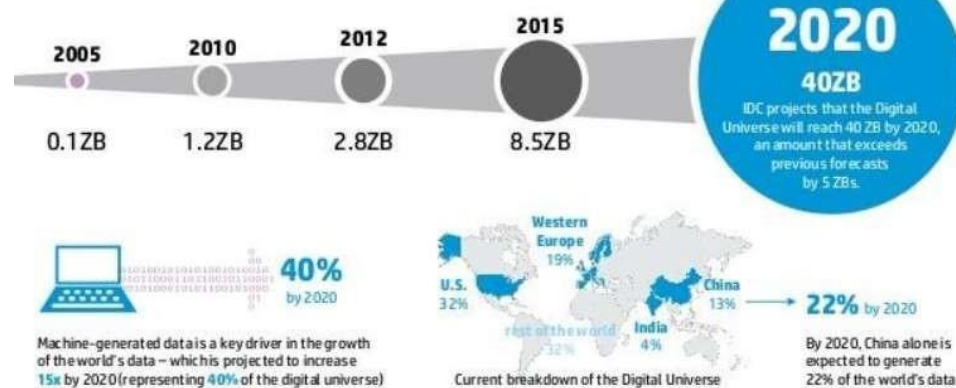 2005
2010
2012
2015
0.1ZB
1.2ZB
2.8ZB
8.5ZB
2020
40ZB
IDC projects that the Digital
Universe will reach 40 ZB by 2020,
an amount that exceeds
previous forecasts
by 5 ZBs.
40%
by 2020
Machine-generated data is a key driver in the growth
of the world's data – which is projected to increase
15x by 2020 (representing 40% of the digital universe)
Western
Europe
19%
U.S.
32%
China
13%
India
4%
rest of the world
32%
Current breakdown of the Digital Universe
22% by 2020
By 2020, China alone is
expected to generate
22% of the world's data